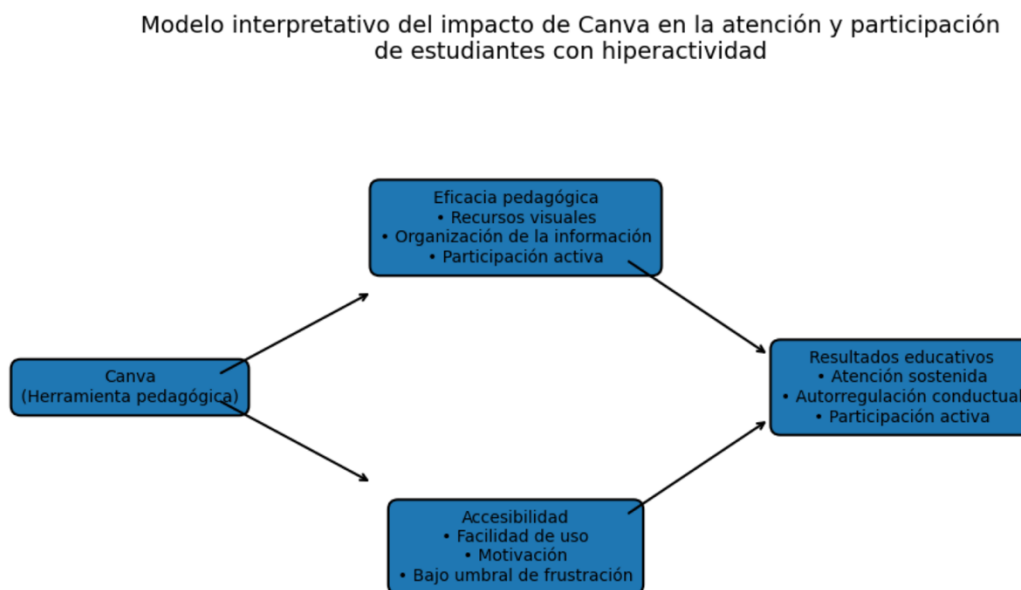 Modelo interpretativo del impacto de Canva en la atención y participación
de estudiantes con hiperactividad
Eficacia pedagógica
• Recursos visuales
• Organización de la información
• Participación activa
Canva
(Herramienta pedagógica)
Resultados educativos
• Atención sostenida
• Autorregulación conductual
• Participación activa
Accesibilidad
• Facilidad de uso
• Motivación
• Bajo umbral de frustración